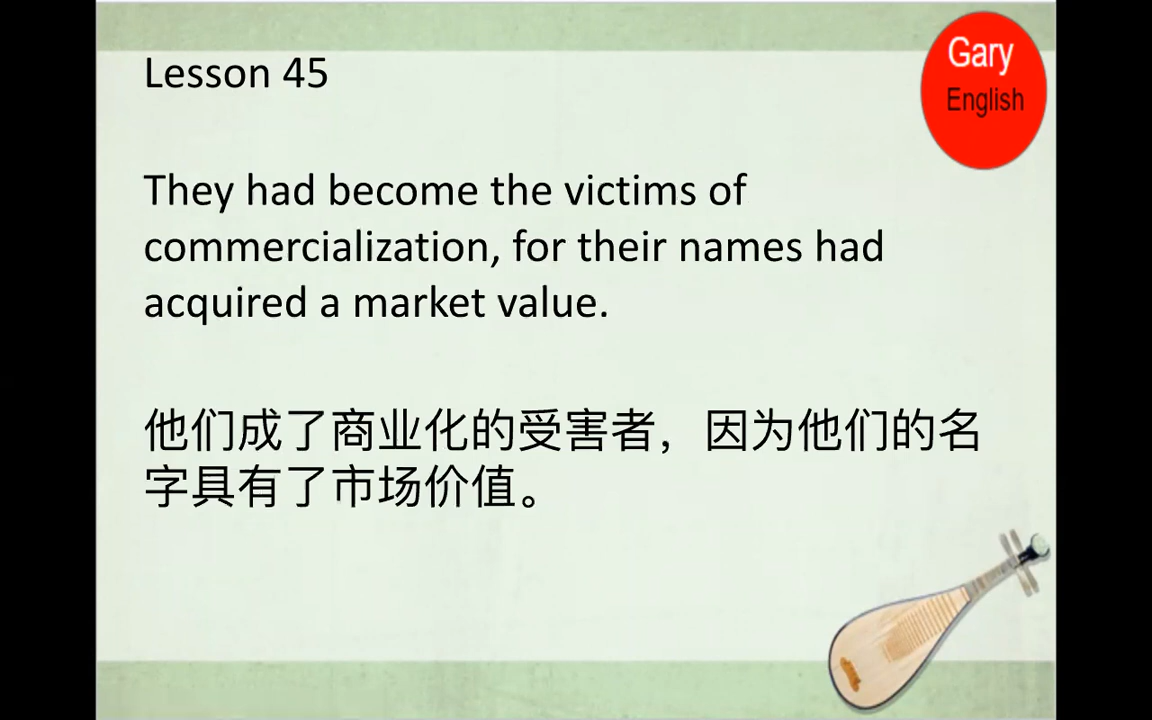 Gary
English
Lesson 45
They had become the victims of
commercialization, for their names had
acquired a market value.
他们成了商业化的受害者，因为他们的名
字具有了市场价值。